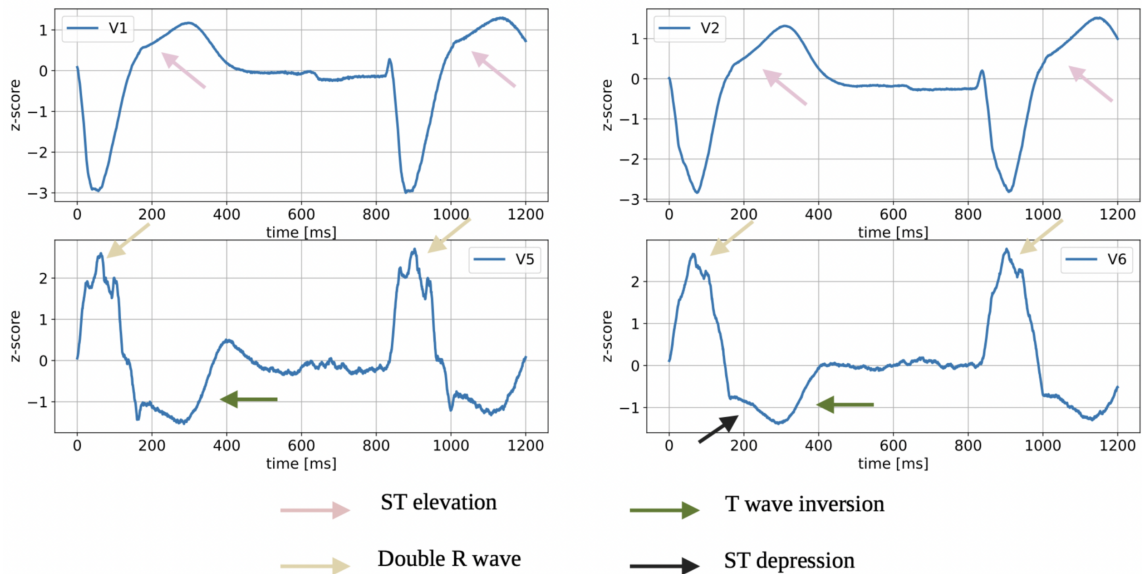 V1
V2
z-score
1
0
−1
−2
−3
0 200 400 600 800 1000 1200
time [ms]
z-score
1
0
−1
−2
−3
0 200 400 600 800 1000 1200
time [ms]
V5
V6
z-score
2
1
0
−1
0 200 400 600 800 1000 1200
time [ms]
z-score
2
1
0
−1
0 200 400 600 800 1000 1200
time [ms]
ST elevation
T wave inversion
Double R wave
ST depression